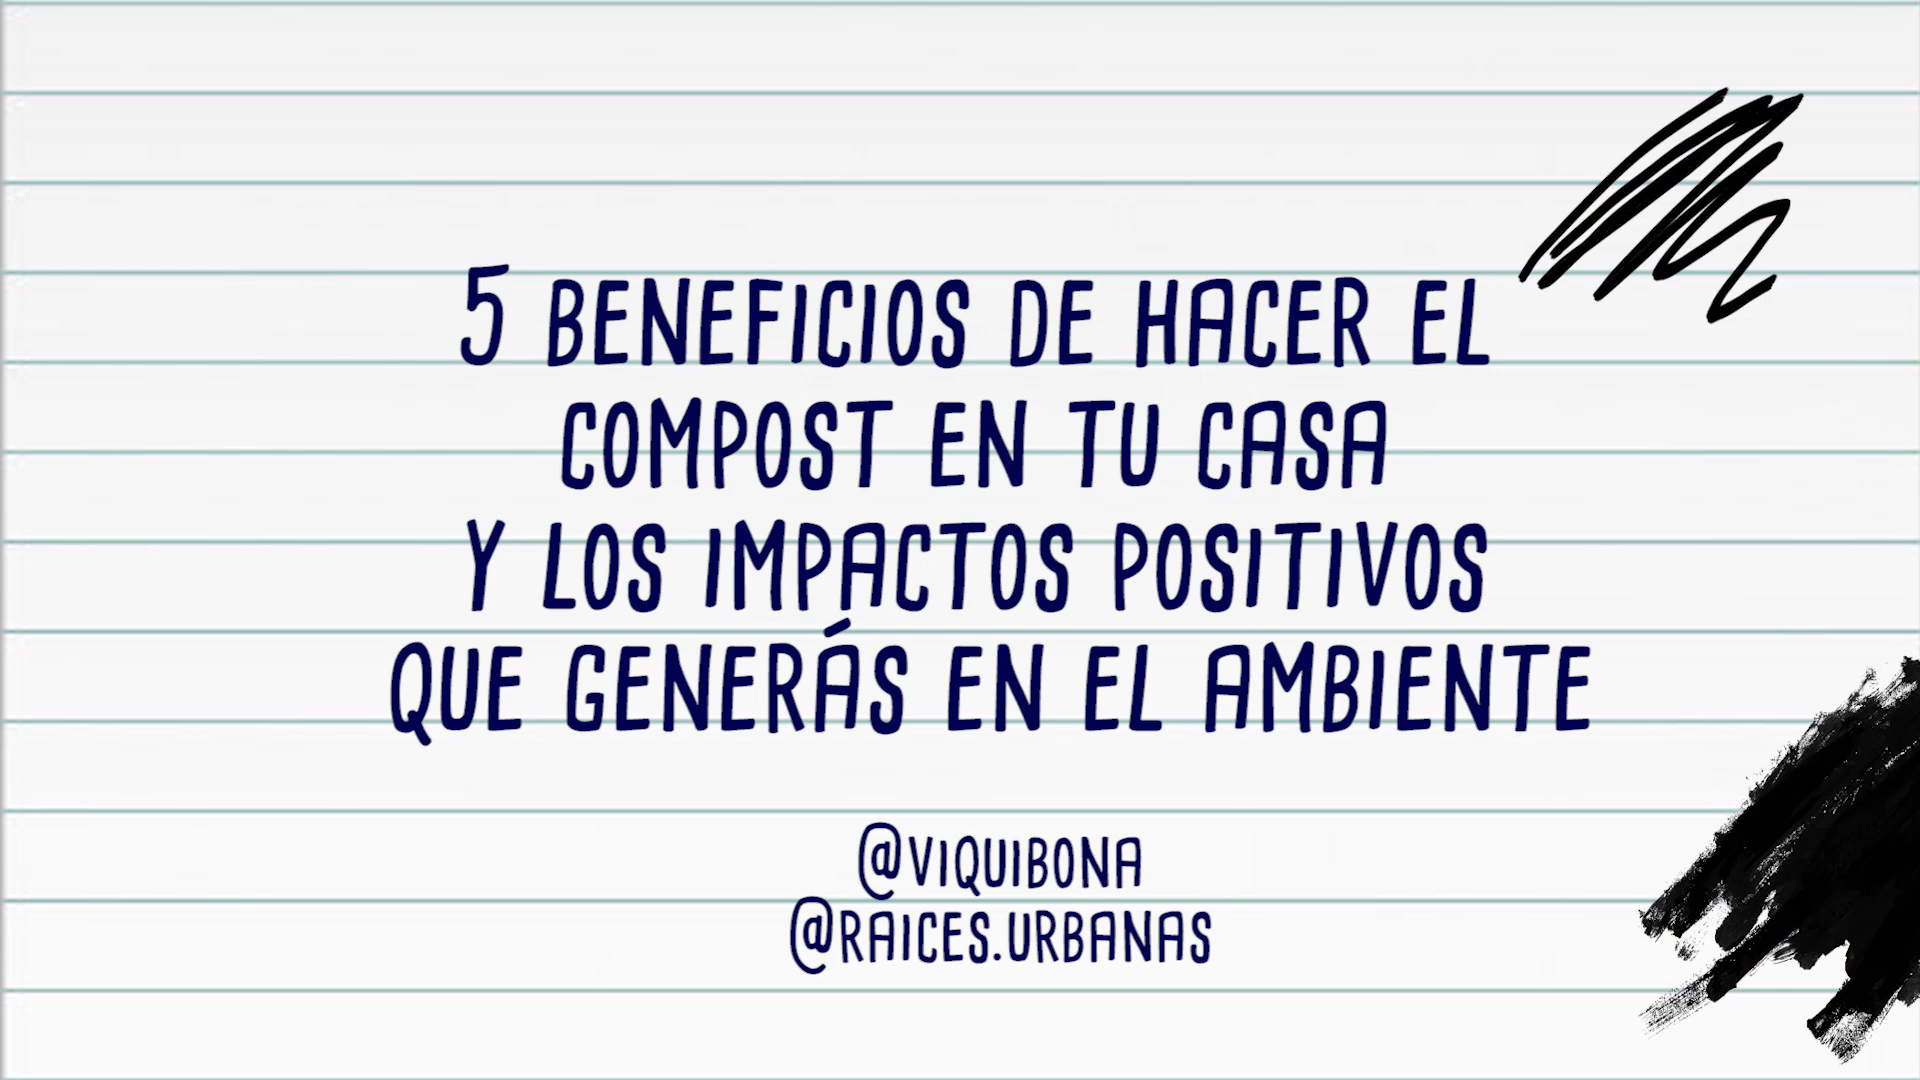 5 BENEFICIOS DE HACER EL
COMPOST EN TU CASA
Y LOS IMPACTOS POSITIVOS
QUE GENERÁS EN EL AMBIENTE
@VIQUIBONA
@RAICES.URBANAS